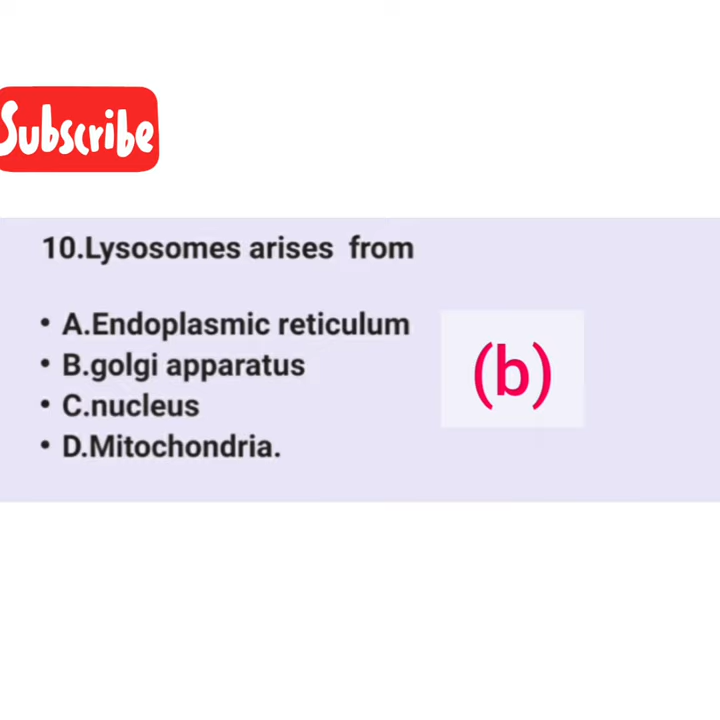 Subscribe
10.Lysosomes arises from
• A.Endoplasmic reticulum
• B.golgi apparatus
• C.nucleus
• D.Mitochondria.
(b)